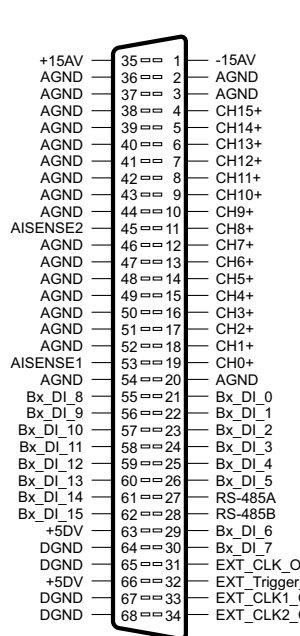 +15AV 35 1 -15AV
AGND 36 2 AGND
AGND 37 3 AGND
AGND 38 4 CH15+
AGND 39 5 CH14+
AGND 40 6 CH13+
AGND 41 7 CH12+
AGND 42 8 CH11+
AGND 43 9 CH10+
AGND 44 10 CH9+
AISENSE2 45 11 CH8+
AGND 46 12 CH7+
AGND 47 13 CH6+
AGND 48 14 CH5+
AGND 49 15 CH4+
AGND 50 16 CH3+
AGND 51 17 CH2+
AGND 52 18 CH1+
AISENSE1 53 19 CH0+
AGND 54 20 AGND
Bx_DI_8 55 21 Bx_DI_0
Bx_DI_9 56 22 Bx_DI_1
Bx_DI_10 57 23 Bx_DI_2
Bx_DI_11 58 24 Bx_DI_3
Bx_DI_12 59 25 Bx_DI_4
Bx_DI_13 60 26 Bx_DI_5
Bx_DI_14 61 27 RS-485A
Bx_DI_15 62 28 RS-485B
+5DV 63 29 Bx_DI_6
DGND 64 30 Bx_DI_7
DGND 65 31 EXT_CLK_O
+5DV 66 32 EXT_Trigger_
DGND 67 33 EXT_CLK1_
DGND 68 34 EXT_CLK2_